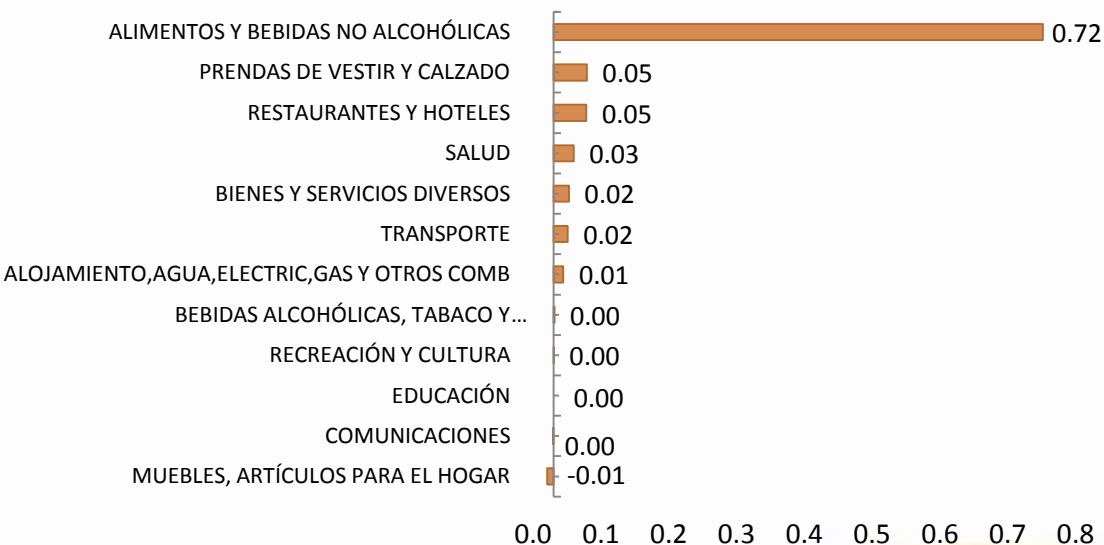 ALIMENTOS Y BEBIDAS NO ALCOHÓLICAS 0.72
PRENDAS DE VESTIR Y CALZADO 0.05
RESTAURANTES Y HOTELES 0.05
SALUD 0.03
BIENES Y SERVICIOS DIVERSOS 0.02
TRANSPORTE 0.02
ALOJAMIENTO,AGUA,ELECTRIC,GAS Y OTROS COMB 0.01
BEBIDAS ALCOHÓLICAS, TABACO Y… 0.00
RECREACIÓN Y CULTURA 0.00
EDUCACIÓN 0.00
COMUNICACIONES 0.00
MUEBLES, ARTÍCULOS PARA EL HOGAR -0.01
0.0 0.1 0.2 0.3 0.4 0.5 0.6 0.7 0.8